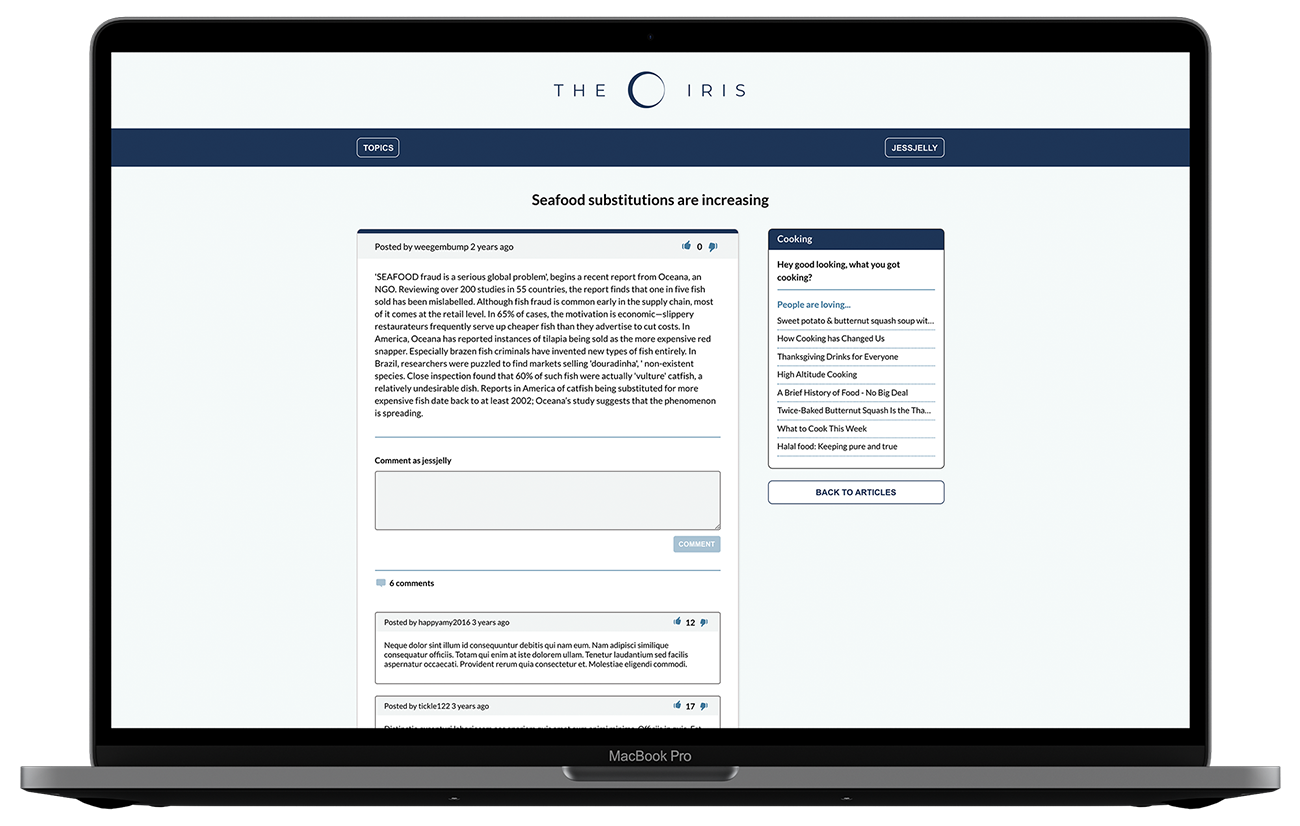 THE IRIS
TOPICS
JESSJELLY
Seafood substitutions are increasing
Posted by weegembump 2 years ago
0
'SEAFOOD fraud is a serious global problem', begins a recent report from Oceana, an
NGO. Reviewing over 200 studies in 55 countries, the report finds that one in five fish
sold has been mislabelled. Although fish fraud is common early in the supply chain, most
of it comes at the retail level. In 65% of cases, the motivation is economic—slippery
restaurateurs frequently serve up cheaper fish than they advertise to cut costs. In
America, Oceana has reported instances of tilapia being sold as the more expensive red
snapper. Especially brazen fish criminals have invented new types of fish entirely. In
Brazil, researchers were puzzled to find markets selling 'douradinha', ' non-existent
species. Close inspection found that 60% of such fish were actually 'vulture' catfish, a
relatively undesirable dish. Reports in America of catfish being substituted for more
expensive fish date back to at least 2002; Oceana's study suggests that the phenomenon
is spreading.
Comment as jessjelly
COMMENT
6 comments
Posted by happyamy2016 3 years ago
12
Neque dolor sint illum id consequuntur debitis qui nam eum. Nam adipisci similique
consequatur officiis. Totam qui enim at iste dolorem ullam. Tenetur laudantium sed facilis
aspernatur occaecati. Provident rerum quia consectetur et. Molestiae eligendi commodi.
Posted by tickle122 3 years ago
17
Cooking
Hey good looking, what you got
cooking?
People are loving...
Sweet potato & butternut squash soup wit...
How Cooking has Changed Us
Thanksgiving Drinks for Everyone
High Altitude Cooking
A Brief History of Food - No Big Deal
Twice-Baked Butternut Squash Is the Tha...
What to Cook This Week
Halal food: Keeping pure and true
BACK TO ARTICLES
MacBook Pro